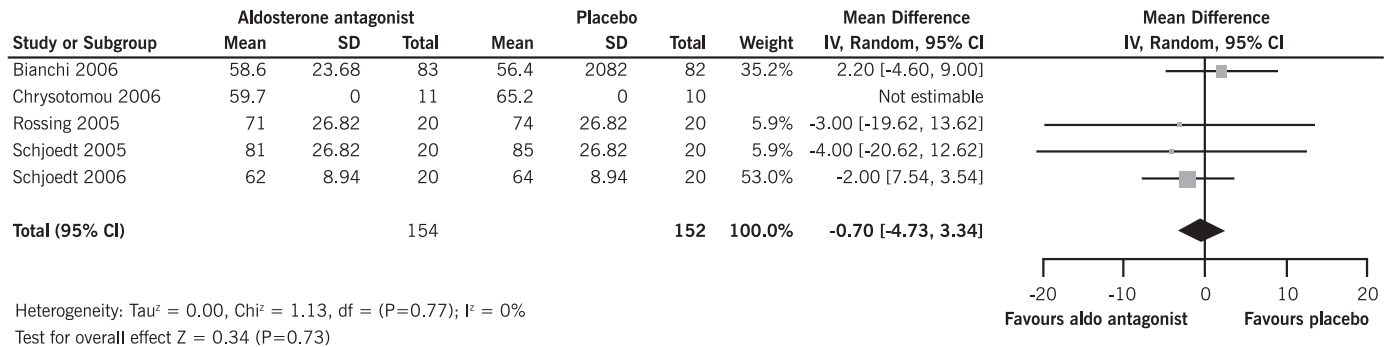 Aldosterone antagonist Placebo Mean Difference Mean Difference
Study or Subgroup Mean SD Total Mean SD Total Weight IV, Random, 95% CI IV, Random, 95% CI
Bianchi 2006 58.6 23.68 83 56.4 2082 82 35.2% 2.20 [-4.60, 9.00]
Chrysotomou 2006 59.7 0 11 65.2 0 10 Not estimable
Rossing 2005 71 26.82 20 74 26.82 20 5.9% -3.00 [-19.62, 13.62]
Schjoedt 2005 81 26.82 20 85 26.82 20 5.9% -4.00 [-20.62, 12.62]
Schjoedt 2006 62 8.94 20 64 8.94 20 53.0% -2.00 [7.54, 3.54]
Total (95% CI) 154 152 100.0% -0.70 [-4.73, 3.34]
-20 -10 0 10 20
Favours aldo antagonist Favours placebo
Heterogeneity: Tauᶻ = 0.00, Chiᶻ = 1.13, df = (P=0.77); Iᶻ = 0%
Test for overall effect Z = 0.34 (P=0.73)